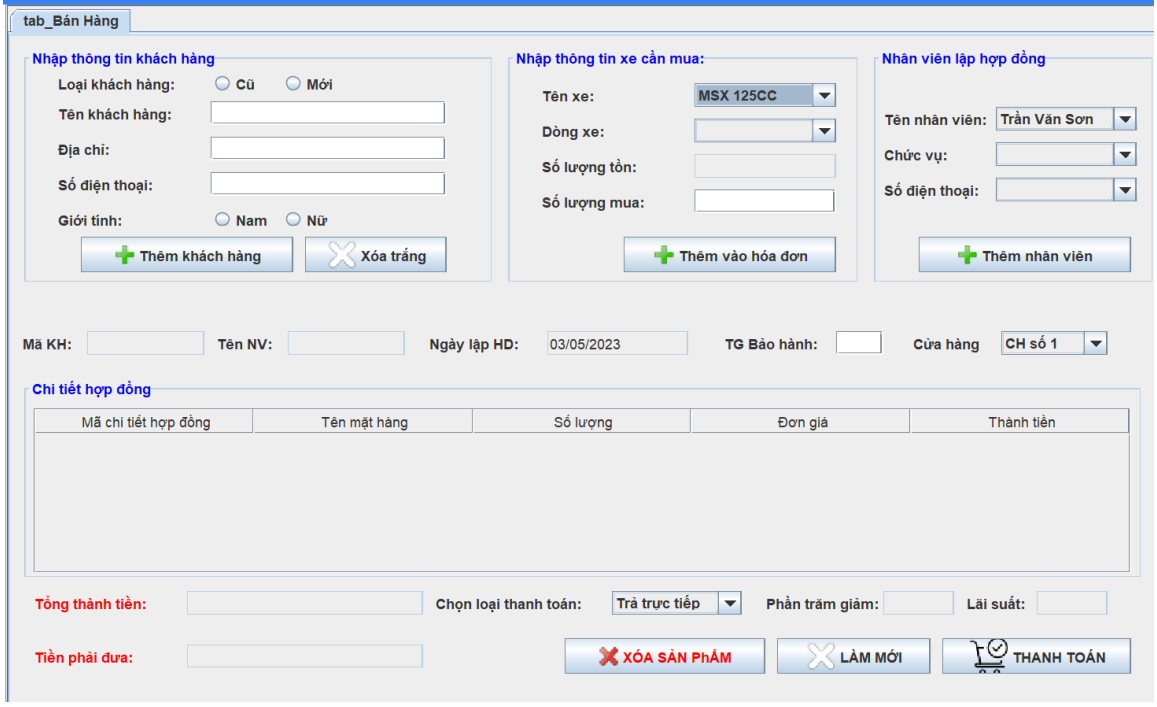 tab_Bán Hàng
Nhập thông tin khách hàng
Loại khách hàng: Cũ Mới
Tên khách hàng:
Địa chỉ:
Số điện thoại:
Giới tính: Nam Nữ
Thêm khách hàng Xóa trắng
Nhập thông tin xe cần mua:
Tên xe: MSX 125CC
Dòng xe:
Số lượng tồn:
Số lượng mua:
Thêm vào hóa đơn
Nhân viên lập hợp đồng
Tên nhân viên: Trần Văn Sơn
Chức vụ:
Số điện thoại:
Thêm nhân viên
Mã KH: Tên NV: Ngày lập HD: 03/05/2023 TG Bảo hành: Cửa hàng CH số 1
Chi tiết hợp đồng
Mã chi tiết hợp đồng Tên mặt hàng Số lượng Đơn giá Thành tiền
Tổng thành tiền: Chọn loại thanh toán: Trả trực tiếp Phần trăm giảm: Lãi suất:
Tiền phải đưa: XÓA SẢN PhẨM LÀM MỚI THANH TOÁN